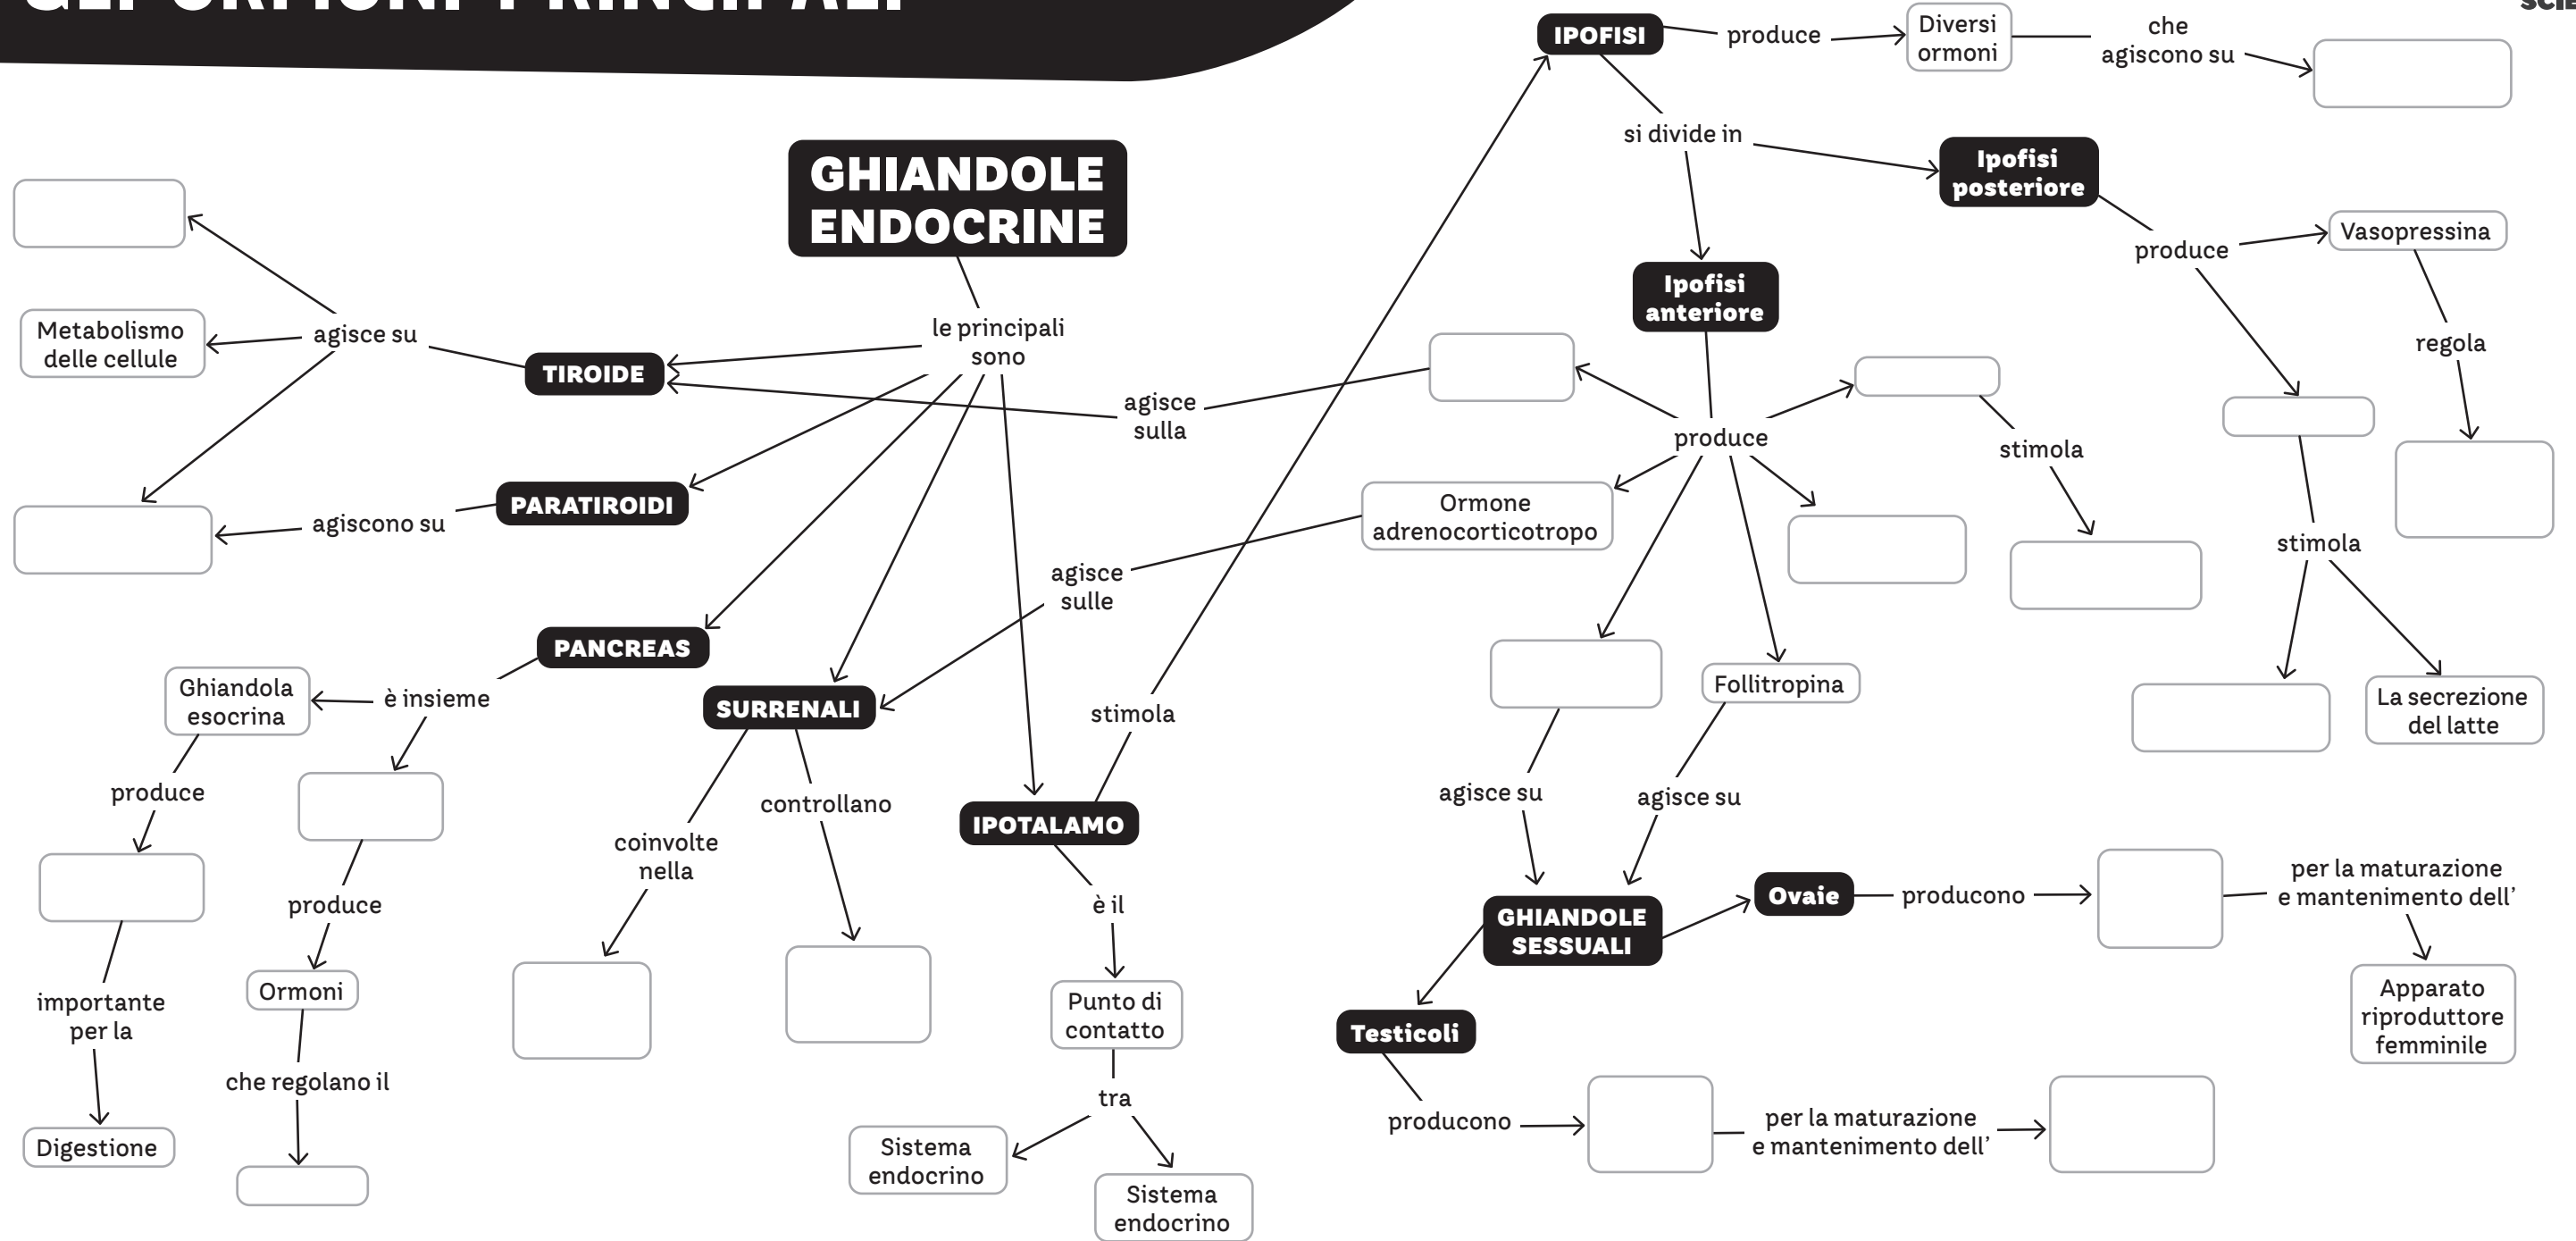 GLI ORMONI PRINCIPALI
IPOFISI
produce
Diversi
ormoni
che
agiscono su
si divide in
Ipofisi
posteriore
produce
Vasopressina
regola
stimola
La secrezione
del latte
Ipofisi
anteriore
produce
stimola
Ormone
adrenocorticotropo
Follitropina
agisce su
agisce su
GHIANDOLE
ENDOCRINE
le principali
sono
TIROIDE
agisce su
Metabolismo
delle cellule
agisce
sulla
PARATIROIDI
agiscono su
agisce
sulle
PANCREAS
è insieme
Ghiandola
esocrina
produce
importante
per la
Digestione
produce
Ormoni
che regolano il
SURRENALI
coinvolte
nella
controllano
IPOTALAMO
stimola
è il
Punto di
contatto
tra
Sistema
endocrino
Sistema
endocrino
GHIANDOLE
SESSUALI
Ovaie
producono
per la maturazione
e mantenimento dell’
Apparato
riproduttore
femminile
Testicoli
producono
per la maturazione
e mantenimento dell’